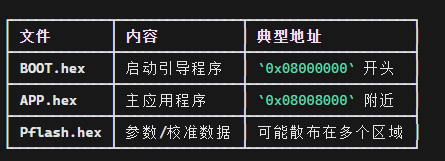 文件 内容 典型地址
BOOT.hex 启动引导程序 `0x08000000` 开头
APP.hex 主应用程序 `0x08008000` 附近
Pflash.hex 参数/校准数据 可能散布在多个区域